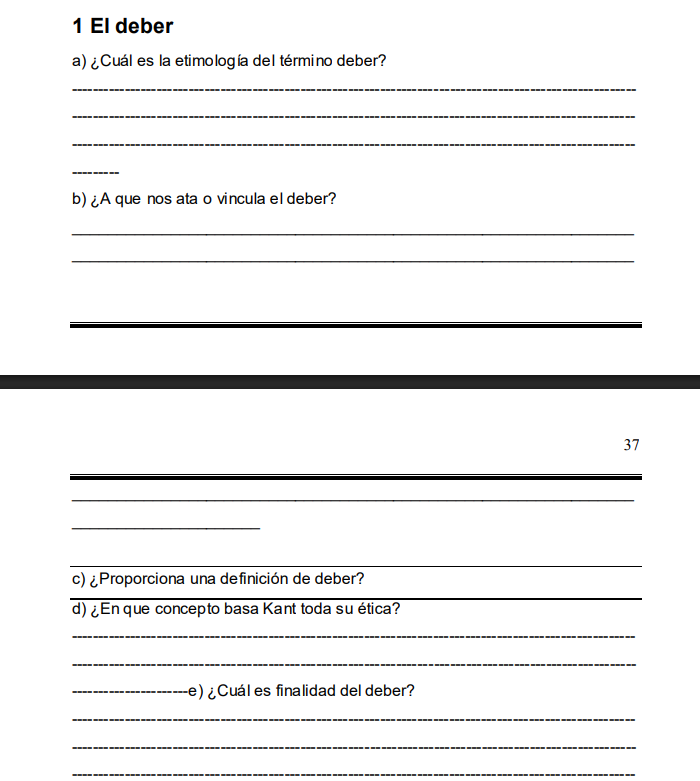 1 El deber
a) ¿Cuál es la etimología del término deber?
b) ¿A que nos ata o vincula el deber?
37
c) ¿Proporciona una definición de deber?
d) ¿En que concepto basa Kant toda su ética?
e) ¿Cuál es finalidad del deber?